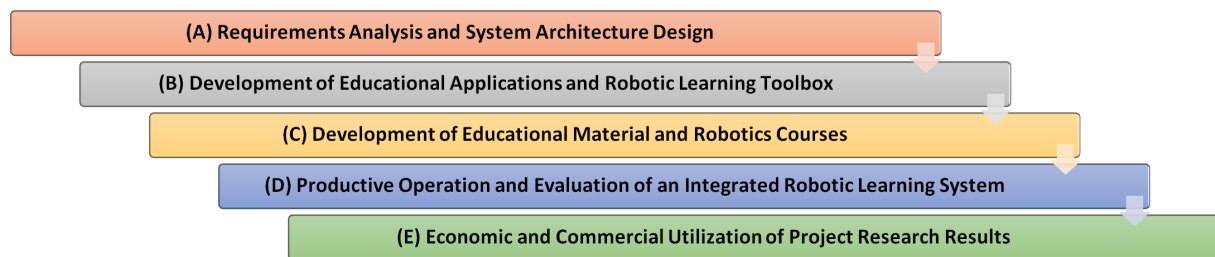 (A) Requirements Analysis and System Architecture Design
(B) Development of Educational Applications and Robotic Learning Toolbox
(C) Development of Educational Material and Robotics Courses
(D) Productive Operation and Evaluation of an Integrated Robotic Learning System
(E) Economic and Commercial Utilization of Project Research Results